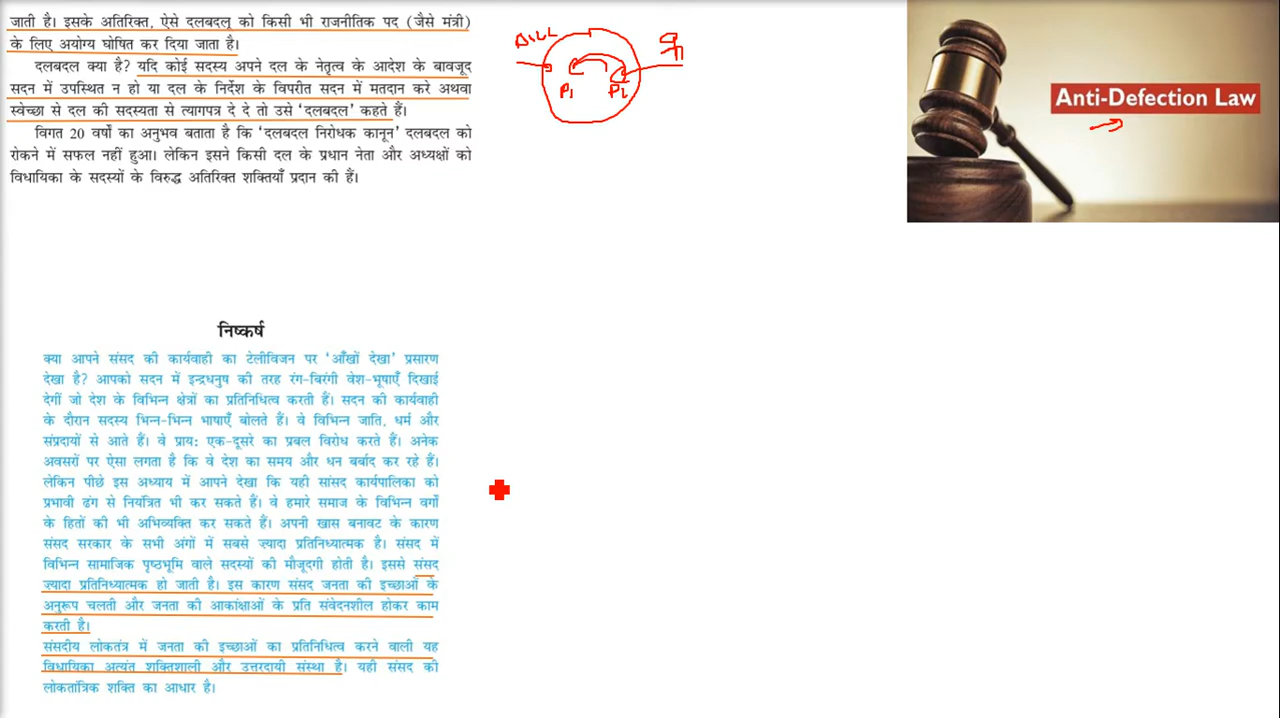 जाती है। इसके अतिरिक्त, ऐसे दलबदलू को किसी भी राजनीतिक पद (जैसे मंत्री)
के लिए अयोग्य घोषित कर दिया जाता है।
दलबदल क्या है? यदि कोई सदस्य अपने दल के नेतृत्व के आदेश के बावजूद
सदन में उपस्थित न हो या दल के निर्देश के विपरीत सदन में मतदान करे अथवा
स्वेच्छा से दल की सदस्यता से त्यागपत्र दे दे तो उसे ‘दलबदल’ कहते हैं।
विगत 20 वर्षों का अनुभव बताता है कि ‘दलबदल निरोधक कानून’ दलबदल को
रोकने में सफल नहीं हुआ। लेकिन इसने किसी दल के प्रधान नेता और अध्यक्षों को
विधायिका के सदस्यों के विरुद्ध अतिरिक्त शक्तियाँ प्रदान की हैं।
P1 P2
Anti-Defection Law
निष्कर्ष
क्या आपने संसद की कार्यवाही का टेलीविजन पर ‘आँखों देखा’ प्रसारण
देखा है? आपको सदन में इन्द्रधनुष की तरह रंग-बिरंगी वेश-भूषाएँ दिखाई
देगीं जो देश के विभिन्न क्षेत्रों का प्रतिनिधित्व करती हैं। सदन की कार्यवाही
के दौरान सदस्य भिन्न-भिन्न भाषाएँ बोलते हैं। वे विभिन्न जाति, धर्म और
संप्रदायों से आते हैं। वे प्राय: एक-दूसरे का प्रबल विरोध करते हैं। अनेक
अवसरों पर ऐसा लगता है कि वे देश का समय और धन बर्बाद कर रहे हैं।
लेकिन पीछे इस अध्याय में आपने देखा कि यही सांसद कार्यपालिका को
प्रभावी ढंग से नियंत्रित भी कर सकते हैं। वे हमारे समाज के विभिन्न वर्गों
के हितों की भी अभिव्यक्ति कर सकते हैं। अपनी खास बनावट के कारण
संसद सरकार के सभी अंगों में सबसे ज्यादा प्रतिनिध्यात्मक है। संसद में
विभिन्न सामाजिक पृष्ठभूमि वाले सदस्यों की मौजूदगी होती है। इससे संसद
ज्यादा प्रतिनिध्यात्मक हो जाती है। इस कारण संसद जनता की इच्छाओं के
अनुरूप चलती और जनता की आकांक्षाओं के प्रति संवेदनशील होकर काम
करती है।
संसदीय लोकतंत्र में जनता की इच्छाओं का प्रतिनिधित्व करने वाली यह
विधायिका अत्यंत शक्तिशाली और उत्तरदायी संस्था है। यही संसद की
लोकतांत्रिक शक्ति का आधार है।